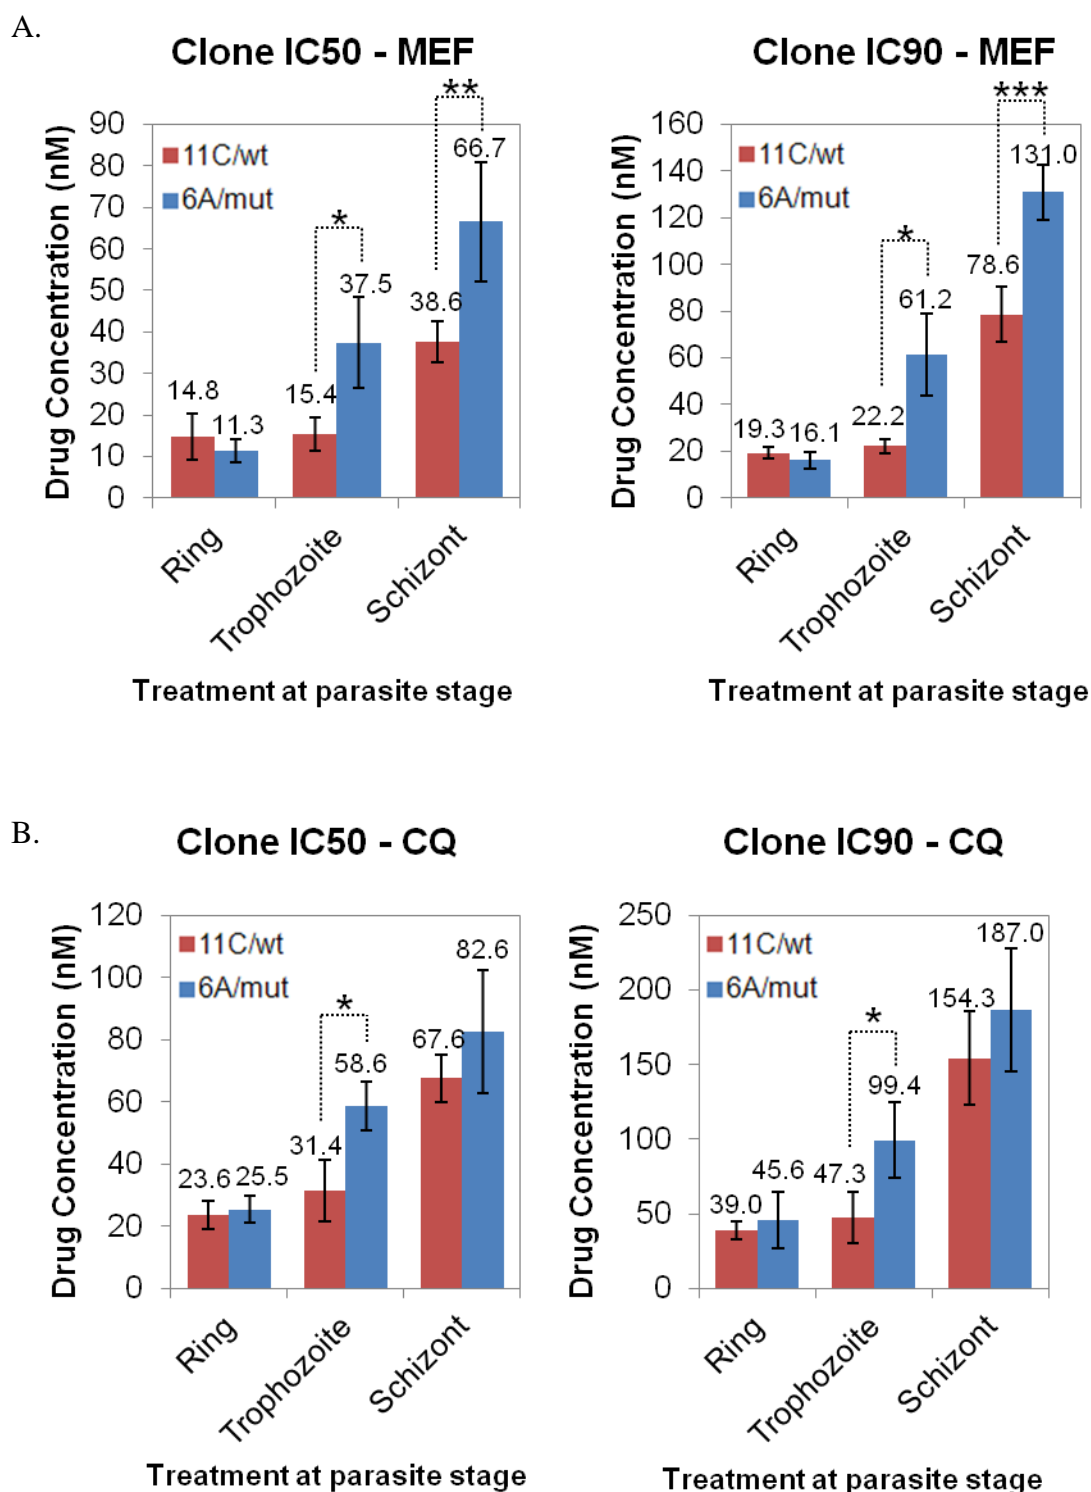 A.
Clone IC50 - MEF
Drug Concentration (nM)
90
80
70
60
50
40
30
20
10
0
11C/wt
6A/mut
14.8
11.3
*
15.4
37.5
**
38.6
66.7
Ring
Trophozoite
Schizont
Treatment at parasite stage
Clone IC90 - MEF
Drug Concentration (nM)
160
140
120
100
80
60
40
20
0
11C/wt
6A/mut
19.3
16.1
*
22.2
61.2
***
78.6
131.0
Ring
Trophozoite
Schizont
Treatment at parasite stage
B.
Clone IC50 - CQ
Drug Concentration (nM)
120
100
80
60
40
20
0
11C/wt
6A/mut
23.6
25.5
*
31.4
58.6
67.6
82.6
Ring
Trophozoite
Schizont
Treatment at parasite stage
Clone IC90 - CQ
Drug Concentration (nM)
250
200
150
100
50
0
11C/wt
6A/mut
39.0
45.6
*
47.3
99.4
154.3
187.0
Ring
Trophozoite
Schizont
Treatment at parasite stage